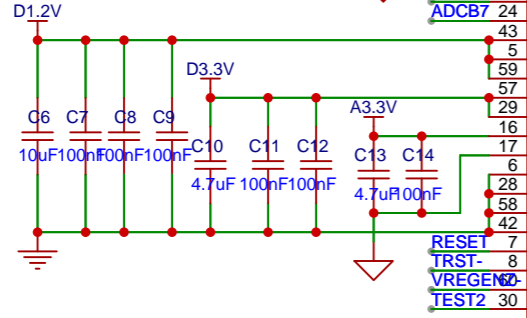 ADCB7 24
D1.2V
43
5
59
D3.3V
57
29
A3.3V
16
C6 C7 C8 C9
C10 C11 C12
17
C13 C14
10uF 100nF 100nF 100nF
6
4.7uF 100nF 100nF
4.7uF 100nF
28
58
42
RESET 7
TRST- 8
VREGENZ- 60
TEST2 30